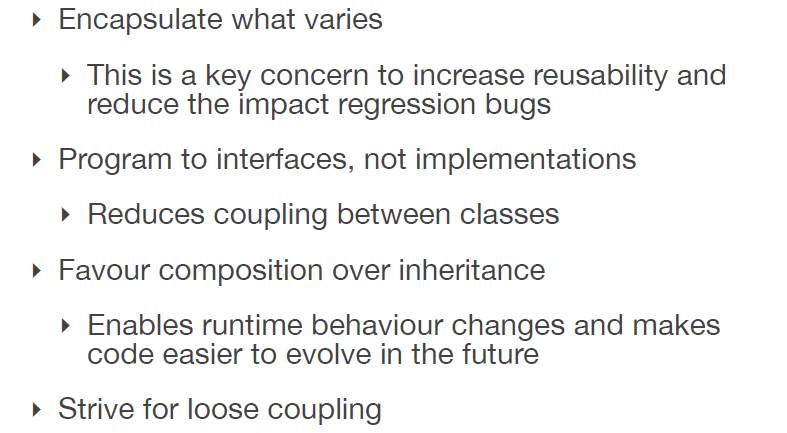 Encapsulate what varies
This is a key concern to increase reusability and
reduce the impact regression bugs
Program to interfaces, not implementations
Reduces coupling between classes
Favour composition over inheritance
Enables runtime behaviour changes and makes
code easier to evolve in the future
Strive for loose coupling